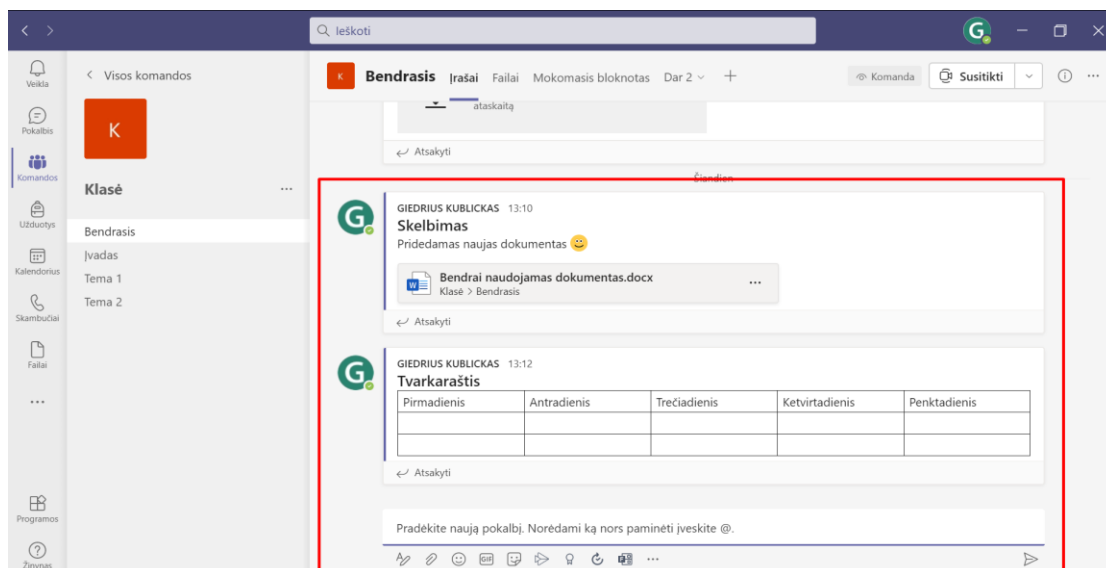 Ieškoti
G
Veikla
Pokalbis
Komandos
Užduotys
Kalendorius
Skambučiai
Failai
Programos
Žinynas
Visos komandos
K
Klasė
Bendrasis
Įvadas
Tema 1
Tema 2
K Bendrasis Įrašai Failai Mokomasis bloknotas Dar 2 Komanda Susitikti
ataskaitą
Atsakyti
Šiandien
G
GIEDRIUS KUBLICKAS 13:10
Skelbimas
Pridedamas naujas dokumentas
Bendrai naudojamas dokumentas.docx
Klasė > Bendrasis
Atsakyti
G
GIEDRIUS KUBLICKAS 13:12
Tvarkaraštis
Pirmadienis Antradienis Trečiadienis Ketvirtadienis Penktadienis
Atsakyti
Pradėkite naują pokalbį. Norėdami ką nors paminėti įveskite @.
GIF